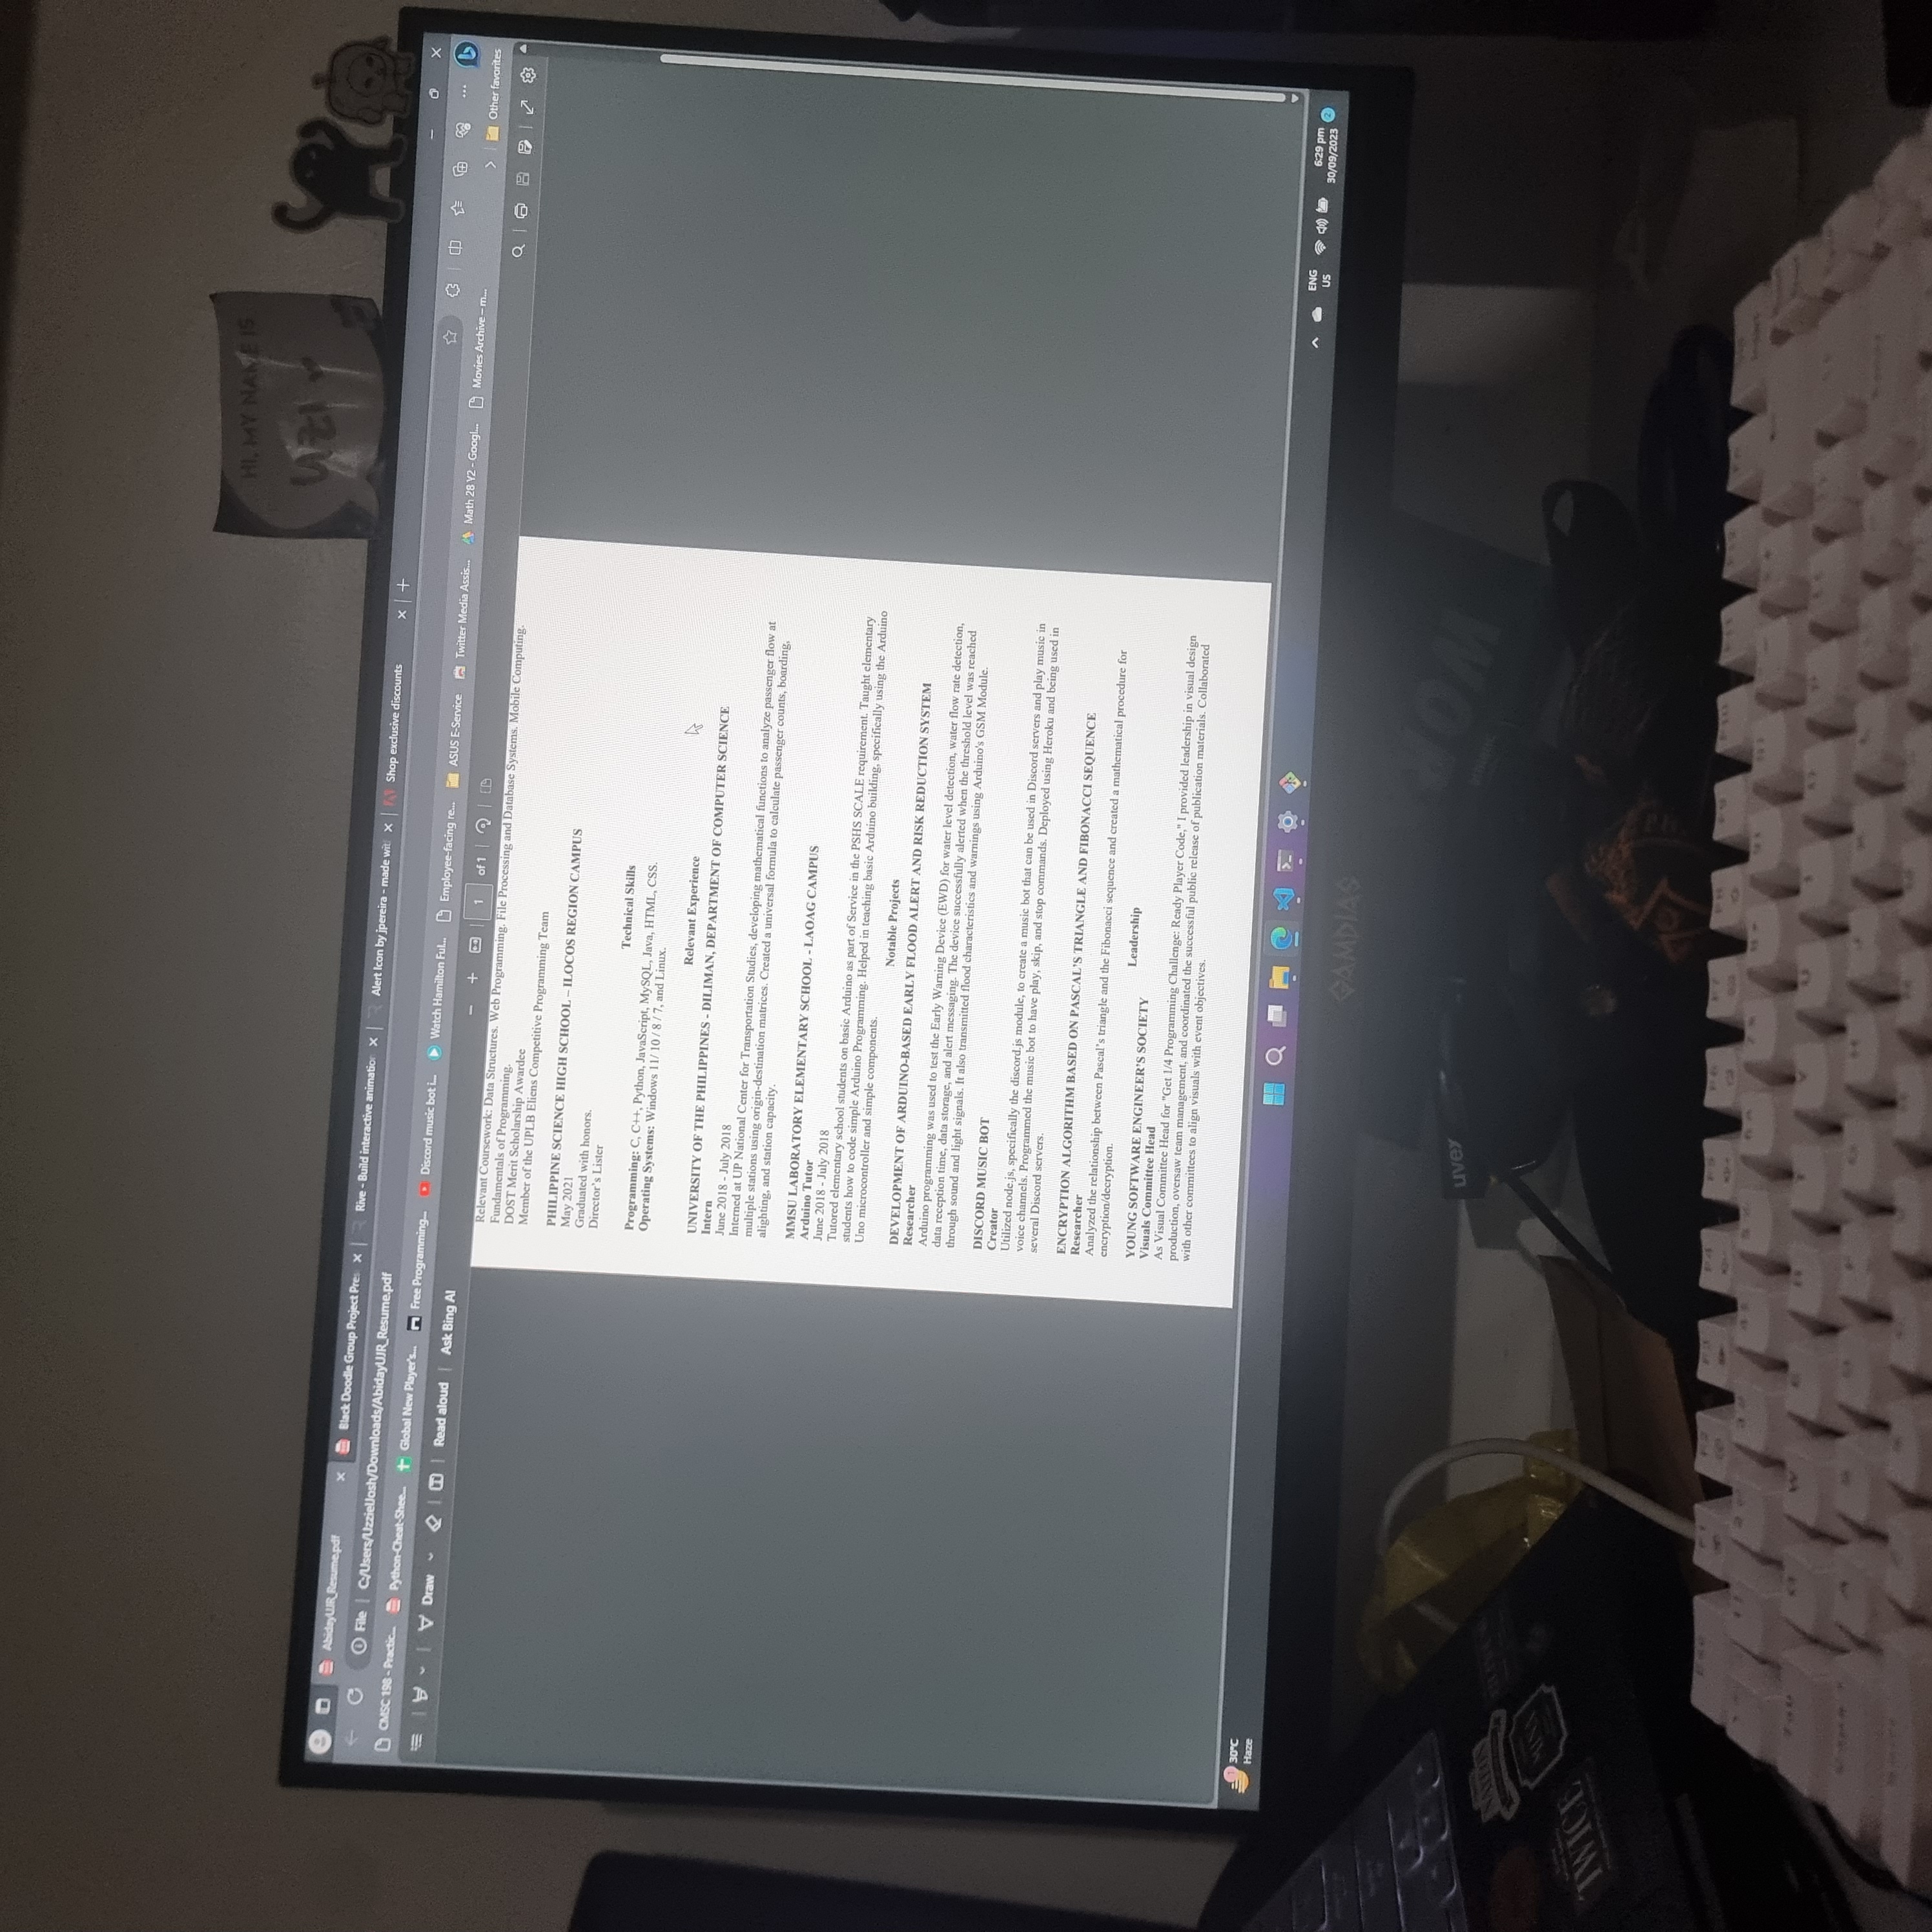 HI, MY NAME IS
UZI
AbidayUJR_Resume.pdf
Black Doodle Group Project Pre
Rive - Build interactive animation
Alert Icon by jpereira - made wit
Shop exclusive discounts
File C:/Users/UzzielJosh/Downloads/AbidayUJR_Resume.pdf
CMSC 198 - Practic...
Python-Cheat-Shee...
Global New Player's...
Free Programming...
Discord music bot i...
Watch Hamilton Ful...
Employee-facing re...
ASUS E-Service
Twitter Media Assis...
Math 28 Y2 - Googl...
Movies Archive – m...
Other favorites
Draw
Read aloud
Ask Bing AI
1 of 1
Relevant Coursework: Data Structures. Web Programming. File Processing and Database Systems. Mobile Computing.
Fundamentals of Programming.
DOST Merit Scholarship Awardee
Member of the UPLB Eliens Competitive Programming Team
PHILIPPINE SCIENCE HIGH SCHOOL – ILOCOS REGION CAMPUS
May 2021
Graduated with honors.
Director's Lister
Technical Skills
Programming: C, C++, Python, JavaScript, MySQL, Java, HTML, CSS.
Operating Systems: Windows 11/ 10 / 8 / 7, and Linux.
Relevant Experience
UNIVERSITY OF THE PHILIPPINES - DILIMAN, DEPARTMENT OF COMPUTER SCIENCE
Intern
June 2018 - July 2018
Interned at UP National Center for Transportation Studies, developing mathematical functions to analyze passenger flow at
multiple stations using origin-destination matrices. Created a universal formula to calculate passenger counts, boarding,
alighting, and station capacity.
MMSU LABORATORY ELEMENTARY SCHOOL - LAOAG CAMPUS
Arduino Tutor
June 2018 - July 2018
Tutored elementary school students on basic Arduino as part of Service in the PSHS SCALE requirement. Taught elementary
students how to code simple Arduino Programming. Helped in teaching basic Arduino building, specifically using the Arduino
Uno microcontroller and simple components.
Notable Projects
DEVELOPMENT OF ARDUINO-BASED EARLY FLOOD ALERT AND RISK REDUCTION SYSTEM
Researcher
Arduino programming was used to test the Early Warning Device (EWD) for water level detection, water flow rate detection,
data reception time, data storage, and alert messaging. The device successfully alerted when the threshold level was reached
through sound and light signals. It also transmitted flood characteristics and warnings using Arduino's GSM Module.
DISCORD MUSIC BOT
Creator
Utilized node.js, specifically the discord.js module, to create a music bot that can be used in Discord servers and play music in
voice channels. Programmed the music bot to have play, skip, and stop commands. Deployed using Heroku and being used in
several Discord servers.
ENCRYPTION ALGORITHM BASED ON PASCAL'S TRIANGLE AND FIBONACCI SEQUENCE
Researcher
Analyzed the relationship between Pascal's triangle and the Fibonacci sequence and created a mathematical procedure for
encryption/decryption.
Leadership
YOUNG SOFTWARE ENGINEER'S SOCIETY
Visuals Committee Head
As Visual Committee Head for "Get 1/4 Programming Challenge: Ready Player Code," I provided leadership in visual design
production, oversaw team management, and coordinated the successful public release of publication materials. Collaborated
with other committees to align visuals with event objectives.
30°C
Haze
ENG
US
6:29 pm
30/09/2023
GAMDIAS
uvex
WOR
NATION
MINA
TWICE